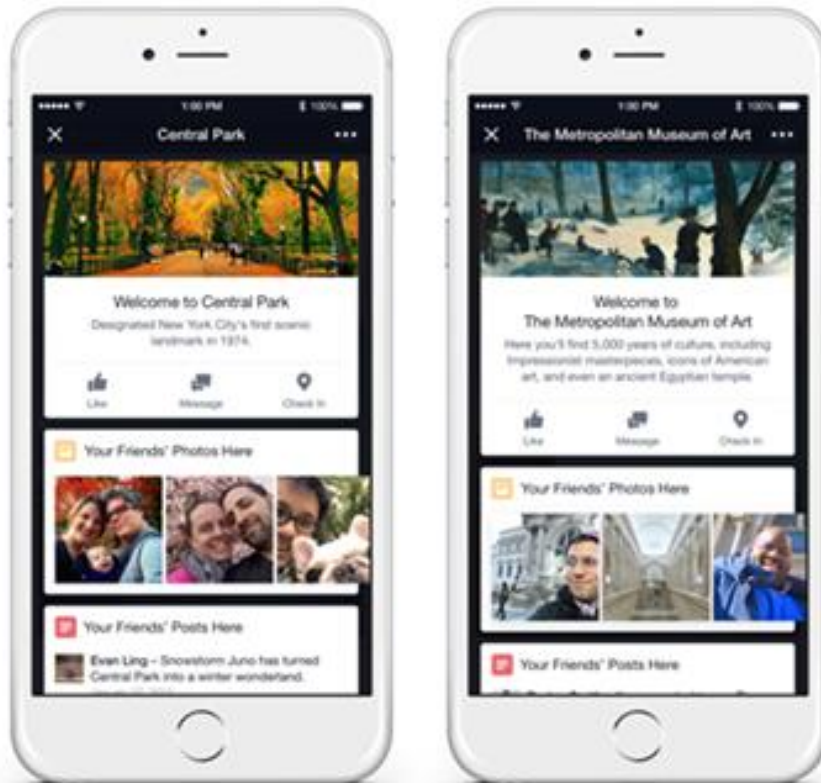 1:00 PM
100%
Central Park
Welcome to Central Park
Designated New York City's first scenic
landmark in 1974.
Like
Message
Check In
Your Friends' Photos Here
Your Friends' Posts Here
Evan Ling – Snowstorm Juno has turned
Central Park into a winter wonderland.
1:00 PM
100%
The Metropolitan Museum of Art
Welcome to
The Metropolitan Museum of Art
Here you'll find 5,000 years of culture, including
Impressionist masterpieces, icons of American
art, and even an ancient Egyptian temple.
Like
Message
Check In
Your Friends' Photos Here
Your Friends' Posts Here